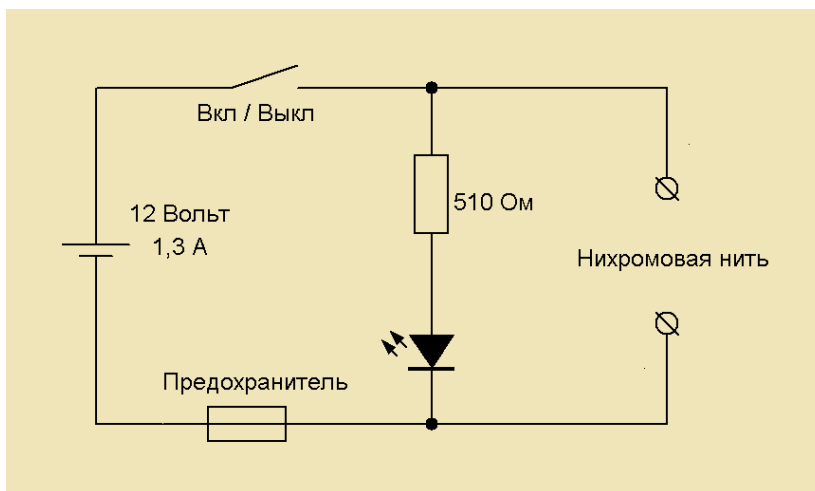 Вкл / Выкл
510 Ом
12 Вольт
1,3 А
Нихромовая нить
Предохранитель